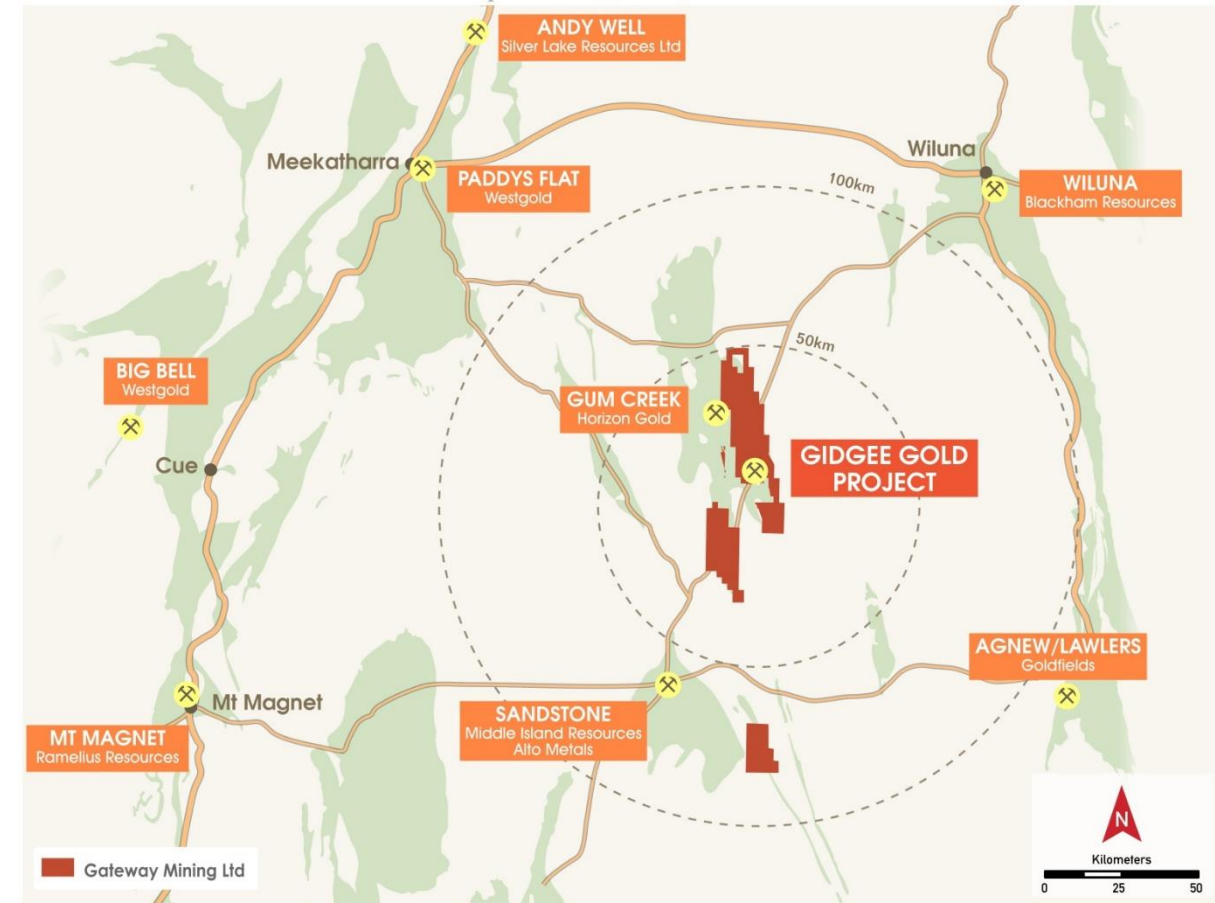 ANDY WELL
Silver Lake Resources Ltd
Meekatharra
PADDYS FLAT
Westgold
Wiluna
WILUNA
Blackham Resources
100km
50km
BIG BELL
Westgold
Cue
GUM CREEK
Horizon Gold
GIDGEE GOLD
PROJECT
AGNEW/LAWLERS
Goldfields
Mt Magnet
MT MAGNET
Ramelius Resources
SANDSTONE
Middle Island Resources
Alto Metals
Gateway Mining Ltd
N
Kilometers
0 25 50